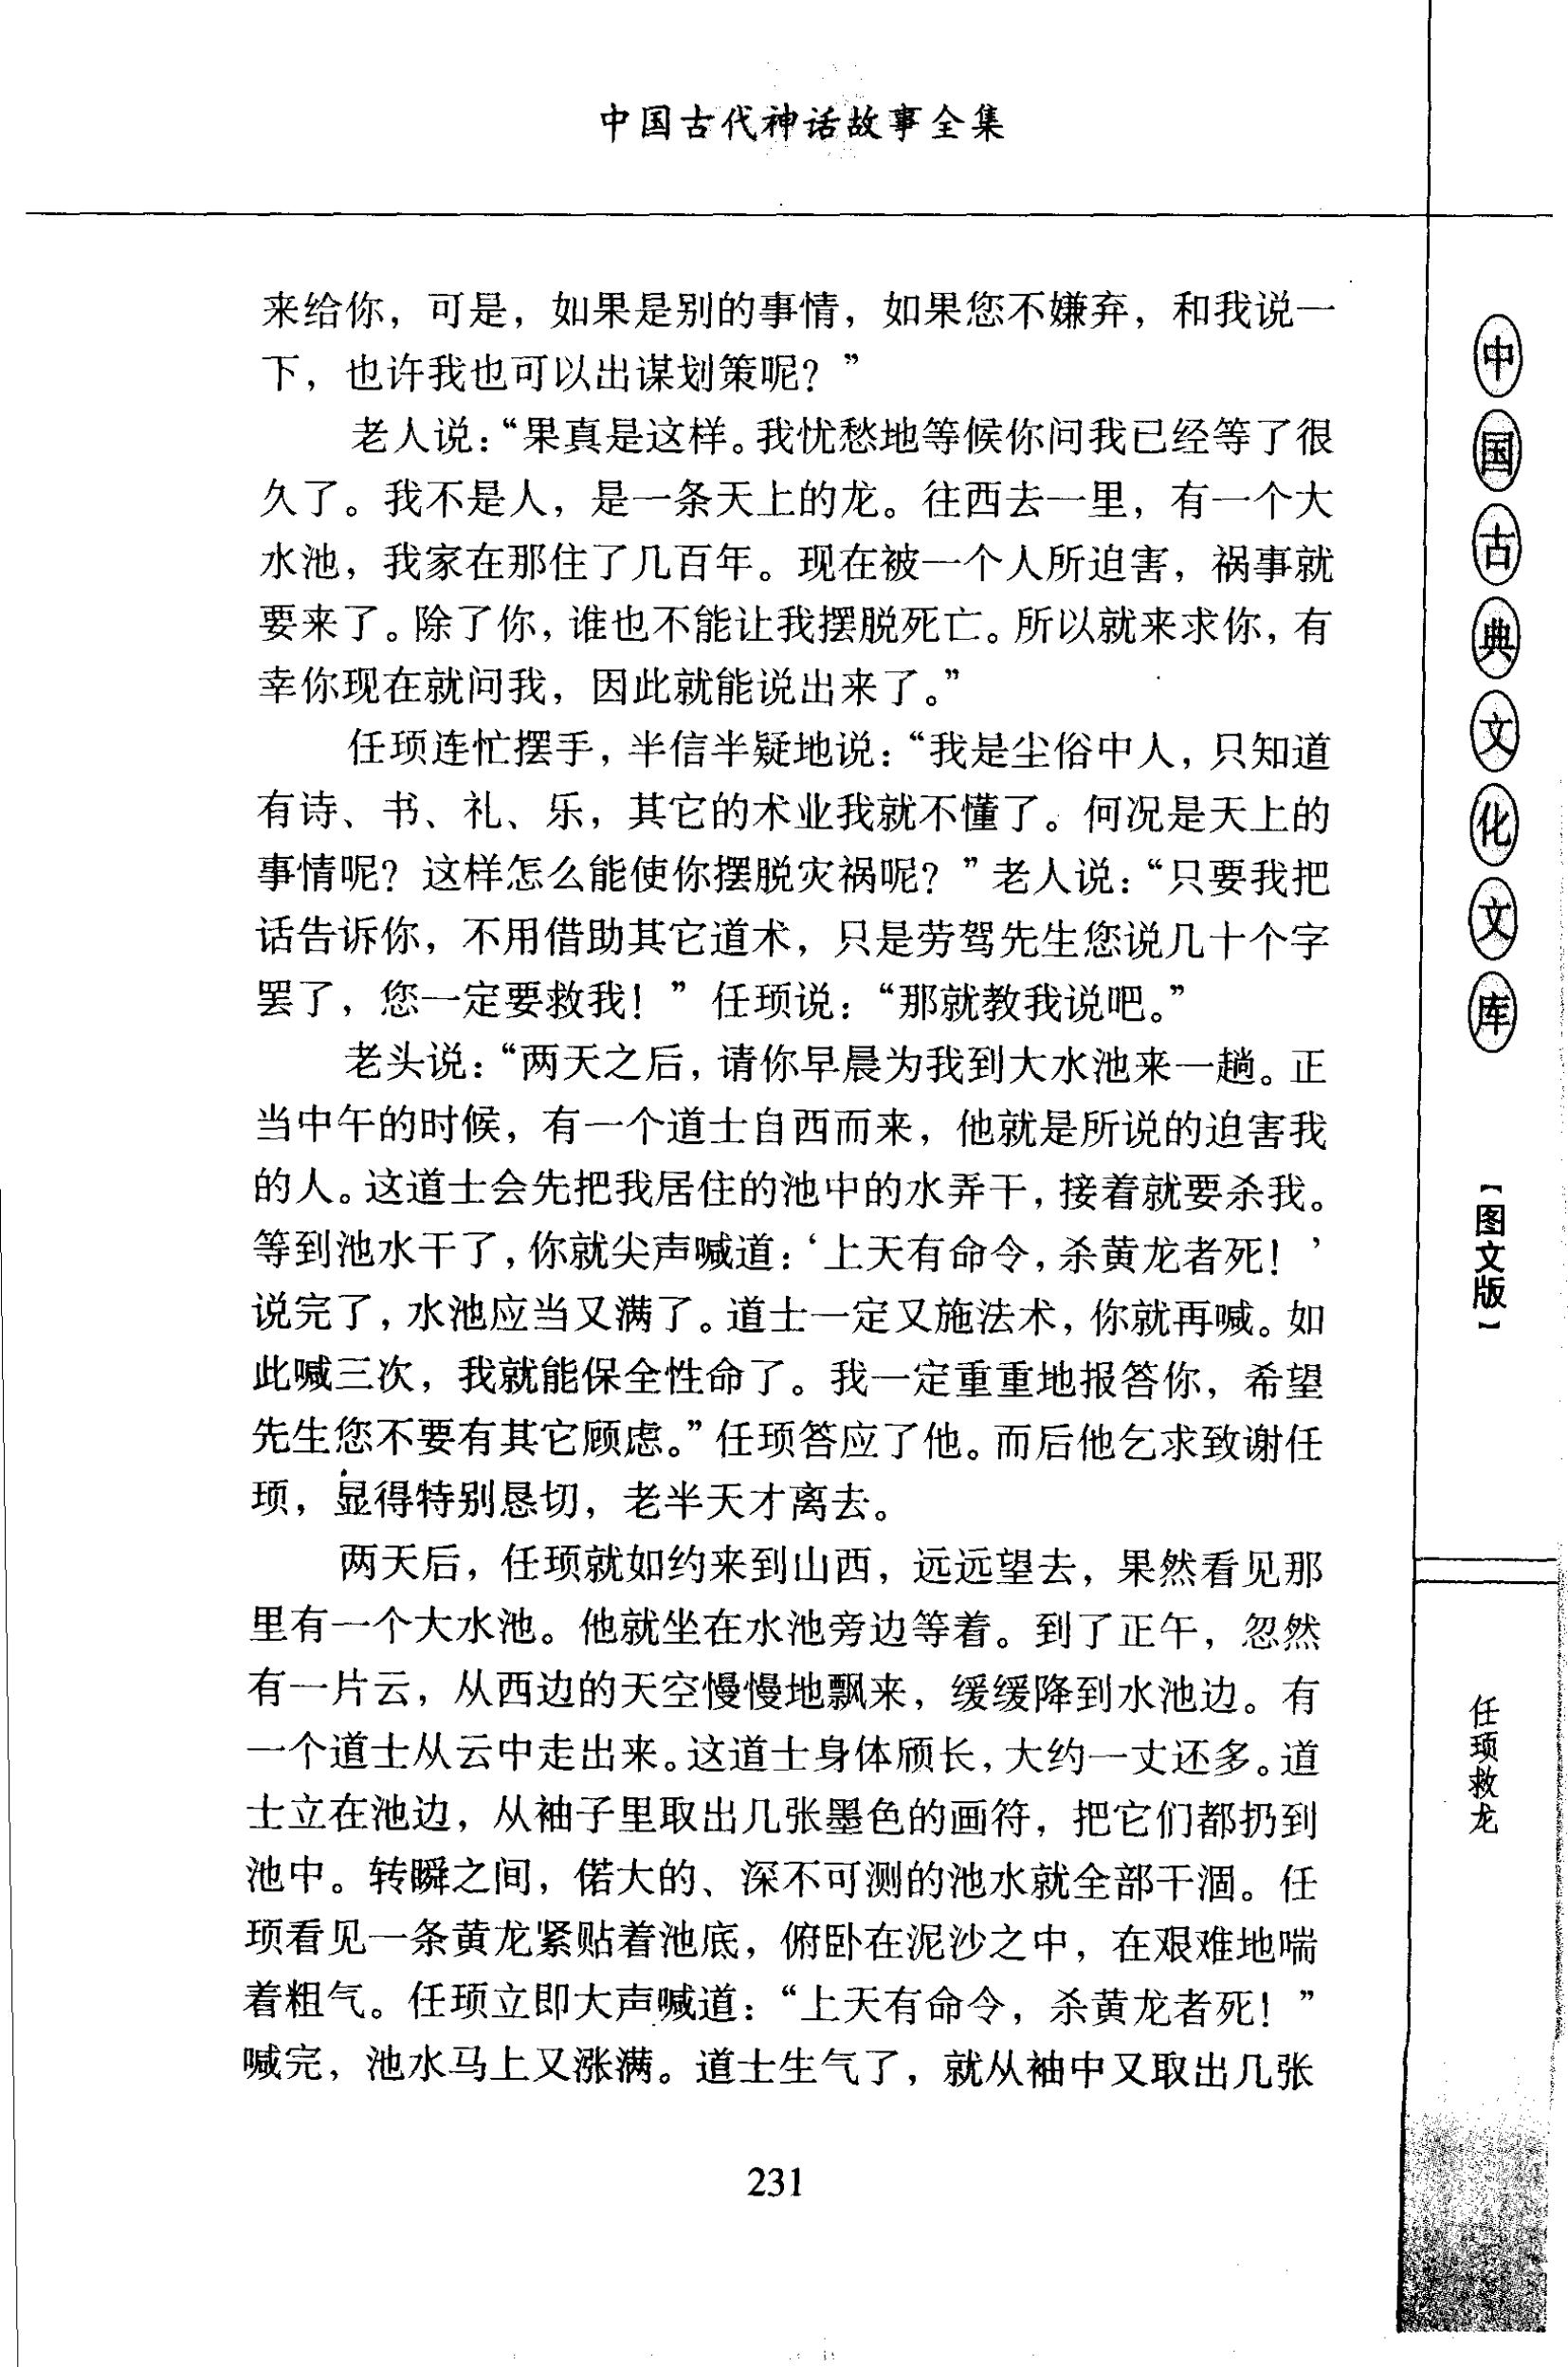 中国古代神话故事全集
来给你，可是，如果是别的事情，如果您不嫌弃，和我说一
下，也许我也可以出谋划策呢？”
老人说：“果真是这样。我忧愁地等候你问我已经等了很
久了。我不是人，是一条天上的龙。往西去一里，有一个大
水池，我家在那住了几百年。现在被一个人所迫害，祸事就
要来了。除了你，谁也不能让我摆脱死亡。所以就来求你，有
幸你现在就问我，因此就能说出来了。”
任顼连忙摆手，半信半疑地说：“我是尘俗中人，只知道
有诗、书、礼、乐，其它的术业我就不懂了。何况是天上的
事情呢？这样怎么能使你摆脱灾祸呢？”老人说：“只要我把
话告诉你，不用借助其它道术，只是劳驾先生您说几十个字
罢了，您一定要救我！”任顼说：“那就教我说吧。”
老头说：“两天之后，请你早晨为我到大水池来一趟。正
当中午的时候，有一个道士自西而来，他就是所说的迫害我
的人。这道士会先把我居住的池中的水弄干，接着就要杀我。
等到池水干了，你就尖声喊道：‘上天有命令，杀黄龙者死！’
说完了，水池应当又满了。道士一定又施法术，你就再喊。如
此喊三次，我就能保全性命了。我一定重重地报答你，希望
先生您不要有其它顾虑。”任顼答应了他。而后他乞求致谢任
顼，显得特别恳切，老半天才离去。
两天后，任顼就如约来到山西，远远望去，果然看见那
里有一个大水池。他就坐在水池旁边等着。到了正午，忽然
有一片云，从西边的天空慢慢地飘来，缓缓降到水池边。有
一个道士从云中走出来。这道士身体颀长，大约一丈还多。道
士立在池边，从袖子里取出几张墨色的画符，把它们都扔到
池中。转瞬之间，偌大的、深不可测的池水就全部干涸。任
顼看见一条黄龙紧贴着池底，俯卧在泥沙之中，在艰难地喘
着粗气。任顼立即大声喊道：“上天有命令，杀黄龙者死！”
喊完，池水马上又涨满。道士生气了，就从袖中又取出几张
231
中国古典文化文库
【图文版】
任顼救龙